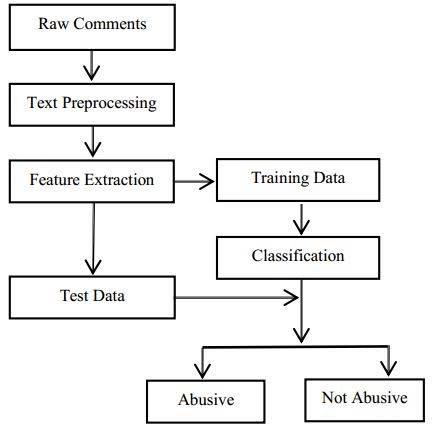 Raw Comments
Text Preprocessing
Feature Extraction
Training Data
Classification
Test Data
Abusive
Not Abusive